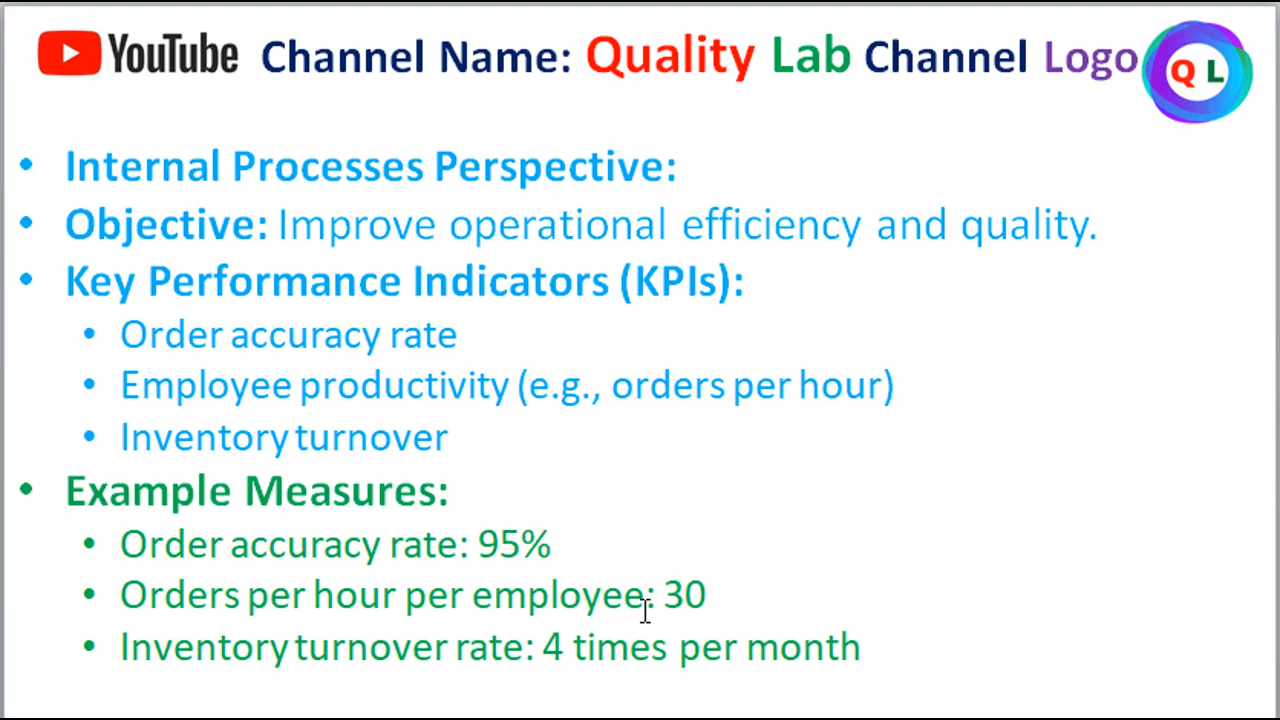 YouTube Channel Name: Quality Lab Channel Logo QL
• Internal Processes Perspective:
• Objective: Improve operational efficiency and quality.
• Key Performance Indicators (KPIs):
• Order accuracy rate
• Employee productivity (e.g., orders per hour)
• Inventory turnover
• Example Measures:
• Order accuracy rate: 95%
• Orders per hour per employee: 30
• Inventory turnover rate: 4 times per month